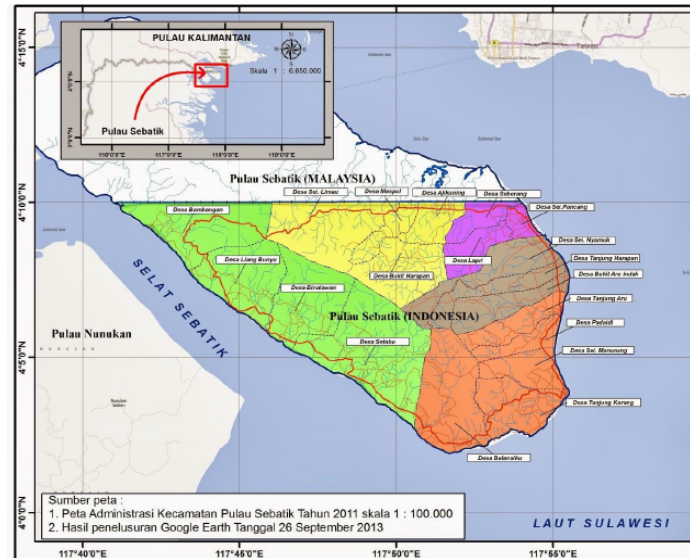 PULAU KALIMANTAN
Skala 1 : 6.650.000
Pulau Sebatik
116°0'0"E
117°0'0"E
118°0'0"E
119°0'0"E
4°15'0"N
4°10'0"N
4°5'0"N
4°0'0"N
Pulau Sebatik (MALAYSIA)
Desa Sei. Limau
Desa Maspul
Desa Ajikuning
Desa Seberang
Desa Sei.Pancang
Desa Bambangan
Desa Sei. Nyamuk
Desa Tanjung Harapan
Desa Lapri
Desa Liang Bunyu
Desa Bukit Harapan
Desa Bukit Aru Indah
Desa Binalawan
Desa Tanjung Aru
Pulau Sebatik (INDONESIA)
Desa Padaidi
Desa Setabu
Desa Sei. Manurung
Desa Tanjung Karang
Desa Balansiku
SELAT SEBATIK
Pulau Nunukan
LAUT SULAWESI
Sumber peta :
1. Peta Administrasi Kecamatan Pulau Sebatik Tahun 2011 skala 1 : 100.000
2. Hasil penelusuran Google Earth Tanggal 26 September 2013
117°40'0"E
117°45'0"E
117°50'0"E
117°55'0"E